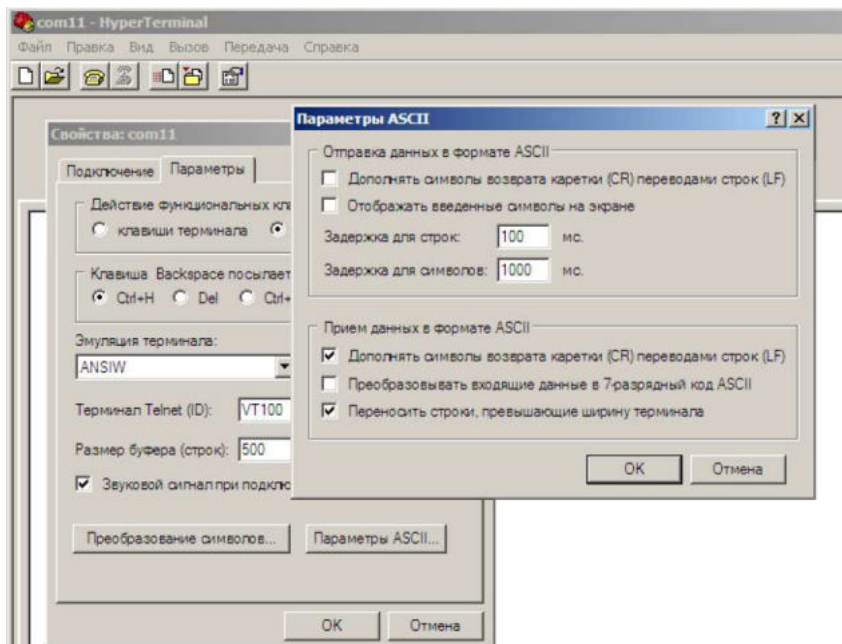 com11 - HyperTerminal
Файл Правка Вид Вызов Передача Справка
Свойства: com11
Подключение Параметры
Действие функциональных кла
клавиши терминала
Клавиша Backspace посылает
Ctrl+H Del Ctrl+
Эмуляция терминала:
ANSIW
Терминал Telnet (ID): VT100
Размер буфера (строк): 500
Звуковой сигнал при подклю
Преобразование символов... Параметры ASCII...
OK Отмена
Параметры ASCII
Отправка данных в формате ASCII
Дополнять символы возврата каретки (CR) переводами строк (LF)
Отображать введенные символы на экране
Задержка для строк: 100 мс.
Задержка для символов: 1000 мс.
Прием данных в формате ASCII
Дополнять символы возврата каретки (CR) переводами строк (LF)
Преобразовывать входящие данные в 7-разрядный код ASCII
Переносить строки, превышающие ширину терминала
OK Отмена